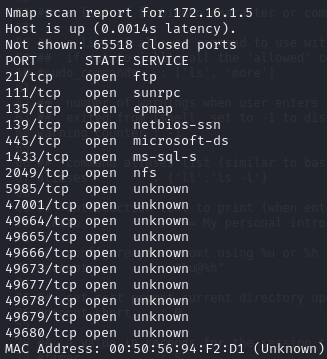 Nmap scan report for 172.16.1.5
Host is up (0.0014s latency).
Not shown: 65518 closed ports
PORT STATE SERVICE
21/tcp open ftp
111/tcp open sunrpc
135/tcp open epmap
139/tcp open netbios-ssn
445/tcp open microsoft-ds
1433/tcp open ms-sql-s
2049/tcp open nfs
5985/tcp open unknown
47001/tcp open unknown
49664/tcp open unknown
49665/tcp open unknown
49666/tcp open unknown
49673/tcp open unknown
49677/tcp open unknown
49678/tcp open unknown
49679/tcp open unknown
49680/tcp open unknown
MAC Address: 00:50:56:94:F2:D1 (Unknown)